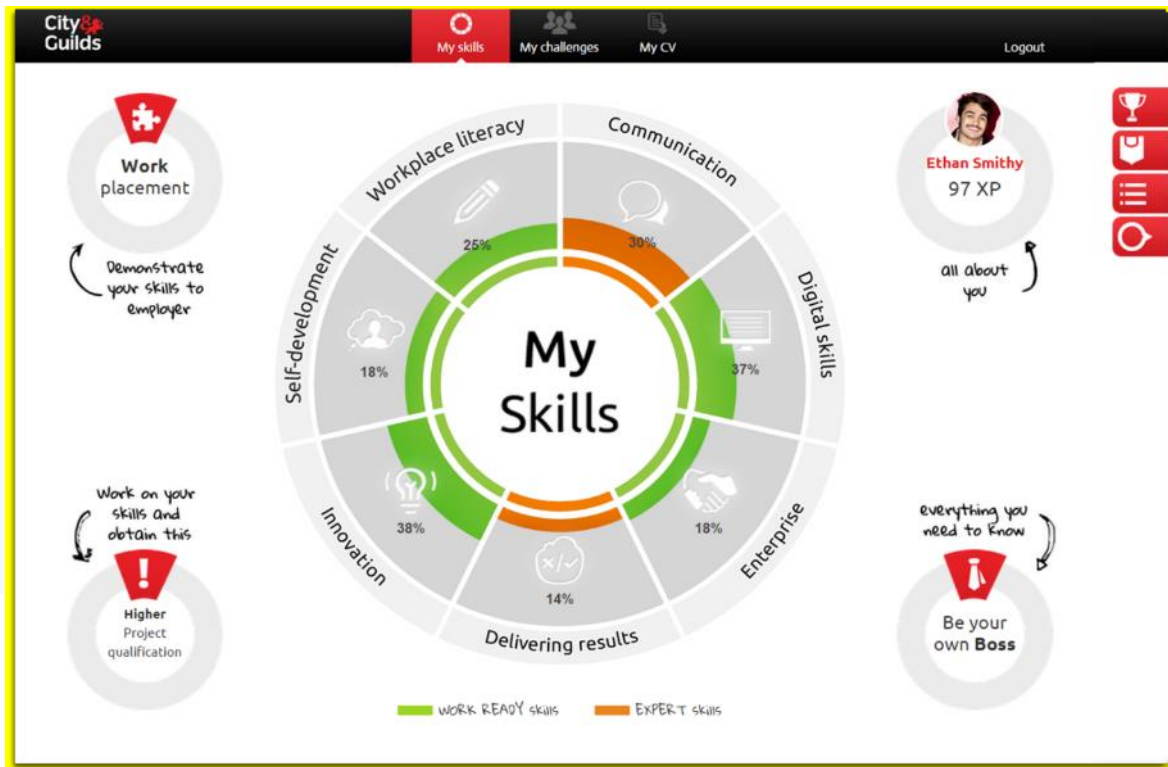 City&
Guilds
My skills
My challenges
My CV
Logout
Work
placement
Demonstrate
your skills to
employer
Workplace literacy
Communication
Ethan Smithy
97 XP
all about
you
25%
30%
Self-development
Digital skills
18%
37%
My
Skills
Work on your
skills and
obtain this
Higher
Project
qualification
Innovation
38%
18%
Enterprise
14%
Delivering results
everything you
need to know
Be your
own Boss
WORK READY skills
EXPERT skills